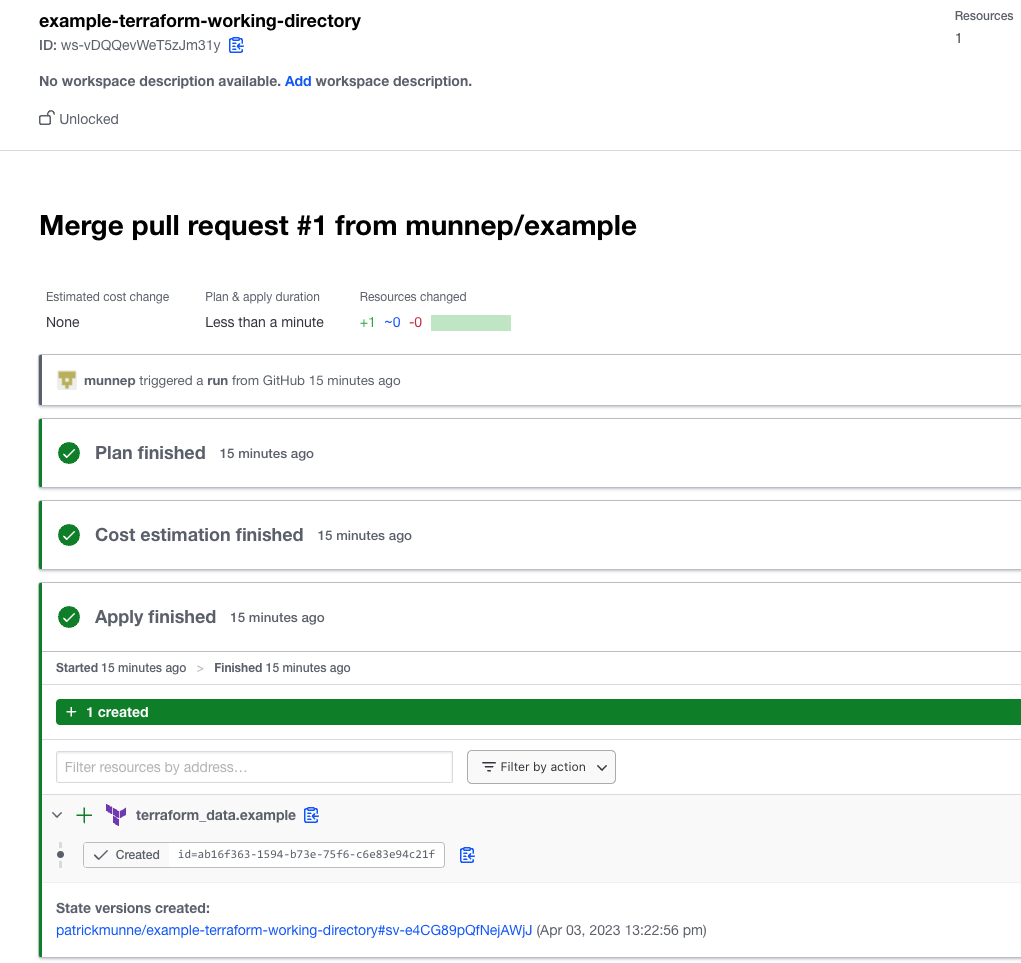 example-terraform-working-directory
Resources
ID: ws-vDQQevWeT5zJm31y
1
No workspace description available. Add workspace description.
Unlocked
Merge pull request #1 from munnep/example
Estimated cost change Plan & apply duration Resources changed
None Less than a minute +1 ~0 -0
munnep triggered a run from GitHub 15 minutes ago
Plan finished 15 minutes ago
Cost estimation finished 15 minutes ago
Apply finished 15 minutes ago
Started 15 minutes ago > Finished 15 minutes ago
+ 1 created
Filter resources by address... Filter by action
terraform_data.example
Created id=ab16f363-1594-b73e-75f6-c6e83e94c21f
State versions created:
patrickmunne/example-terraform-working-directory#sv-e4CG89pQfNejAWjJ (Apr 03, 2023 13:22:56 pm)